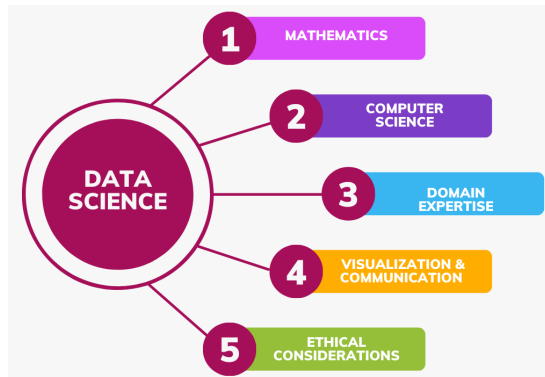 DATA
SCIENCE
1
MATHEMATICS
2
COMPUTER
SCIENCE
3
DOMAIN
EXPERTISE
4
VISUALIZATION &
COMMUNICATION
5
ETHICAL
CONSIDERATIONS